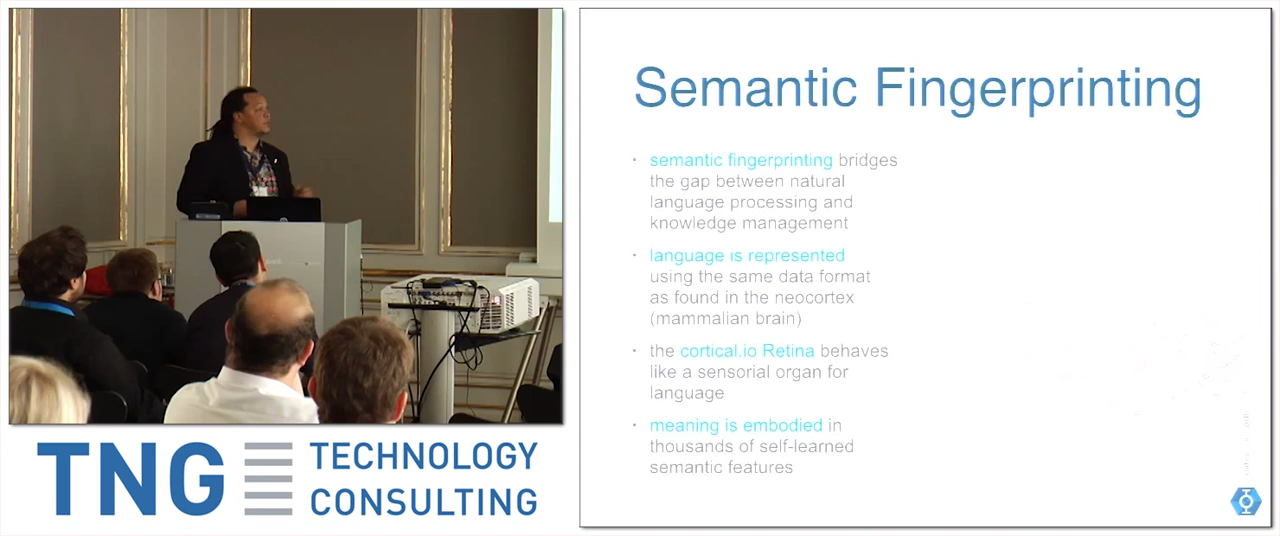 Semantic Fingerprinting
· semantic fingerprinting bridges
the gap between natural
language processing and
knowledge management
· language is represented
using the same data format
as found in the neocortex
(mammalian brain)
· the cortical.io Retina behaves
like a sensorial organ for
language
· meaning is embodied in
thousands of self-learned
semantic features
TNG TECHNOLOGY
CONSULTING